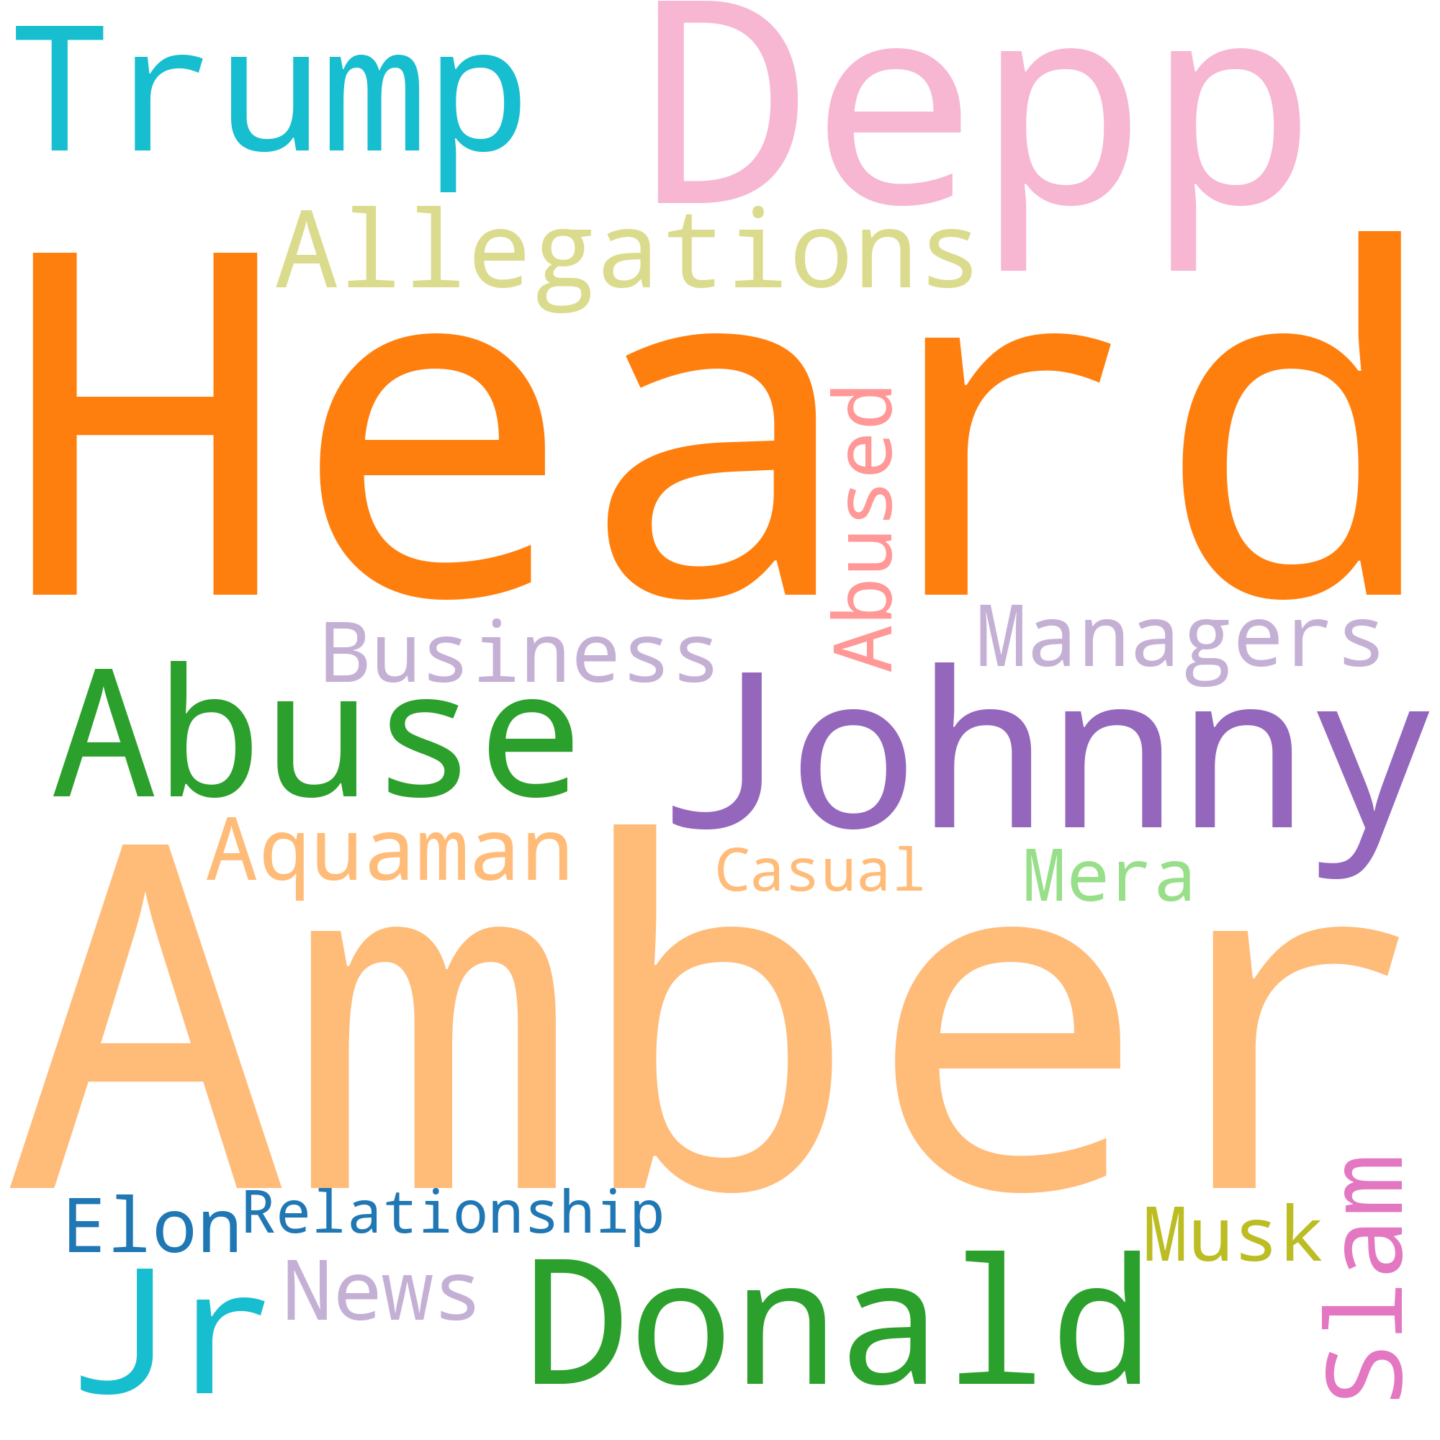 Trump
Depp
Allegations
Heard
Abused
Business
Managers
Abuse
Johnny
Aquaman
Casual
Mera
Amber
Elon
Relationship
Musk
Slam
Jr
News
Donald